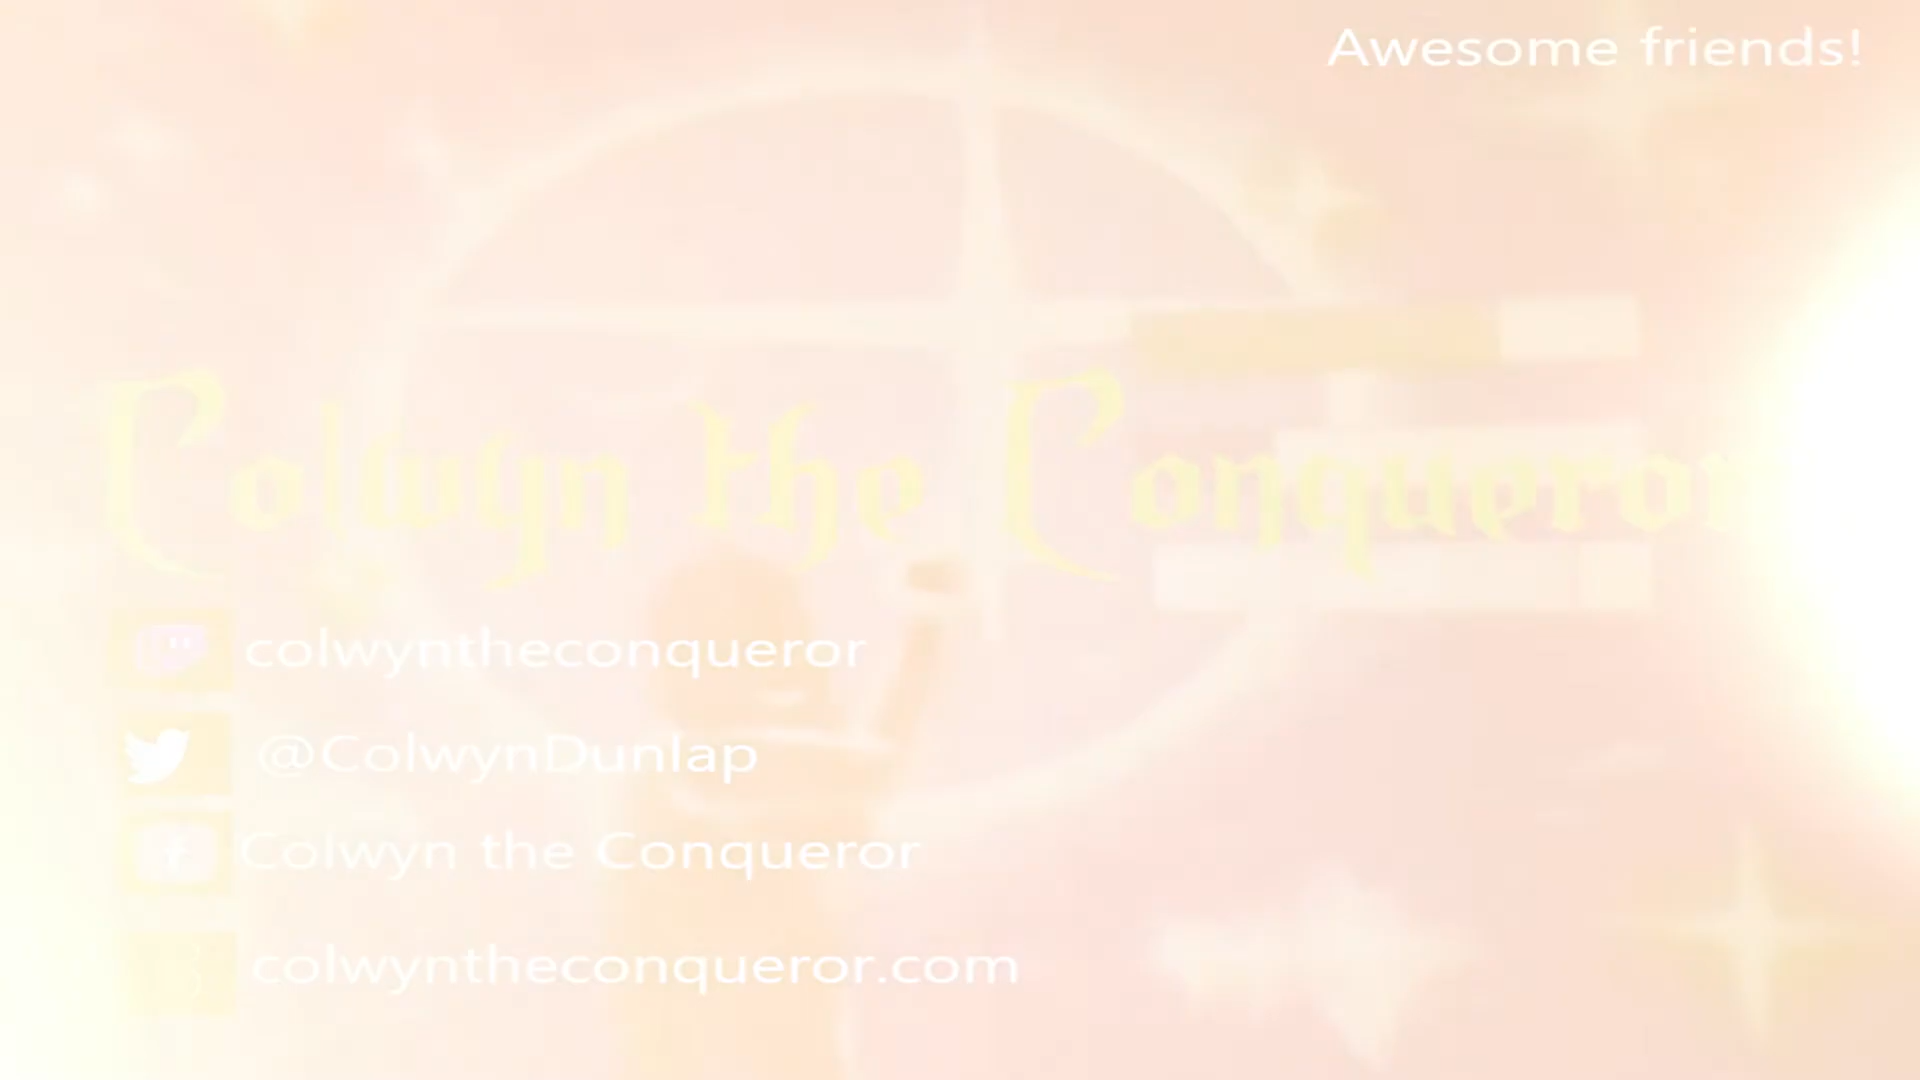 Awesome friends!
Colwyn the Conqueror
colwyntheconqueror
@ColwynDunlap
Colwyn the Conqueror
colwyntheconqueror.com